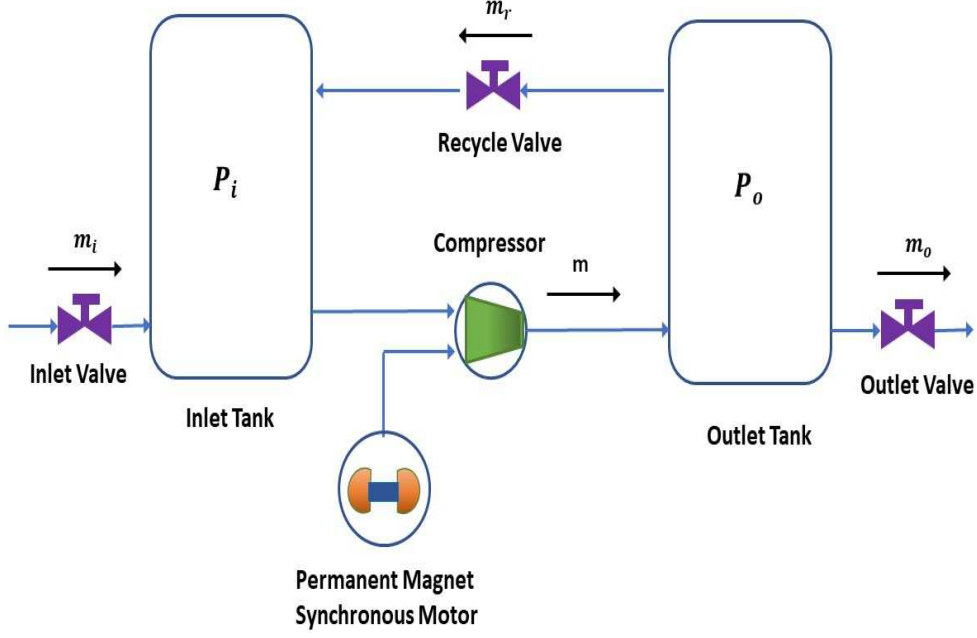 m_r
Recycle Valve
P_i
P_o
m_i
Compressor
m
m_o
Inlet Valve
Outlet Valve
Inlet Tank
Outlet Tank
Permanent Magnet
Synchronous Motor